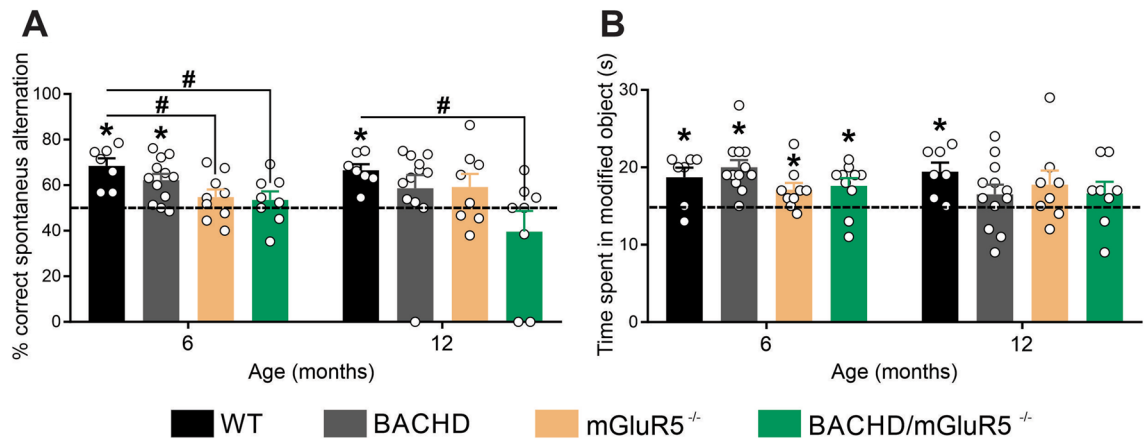 A
% correct spontaneous alternation
100
80
60
40
20
0
#
#
#
*
*
*
6
12
Age (months)
B
Time spent in modified object (s)
30
20
10
0
*
*
*
*
*
6
12
Age (months)
WT
BACHD
mGluR5 -/-
BACHD/mGluR5 -/-